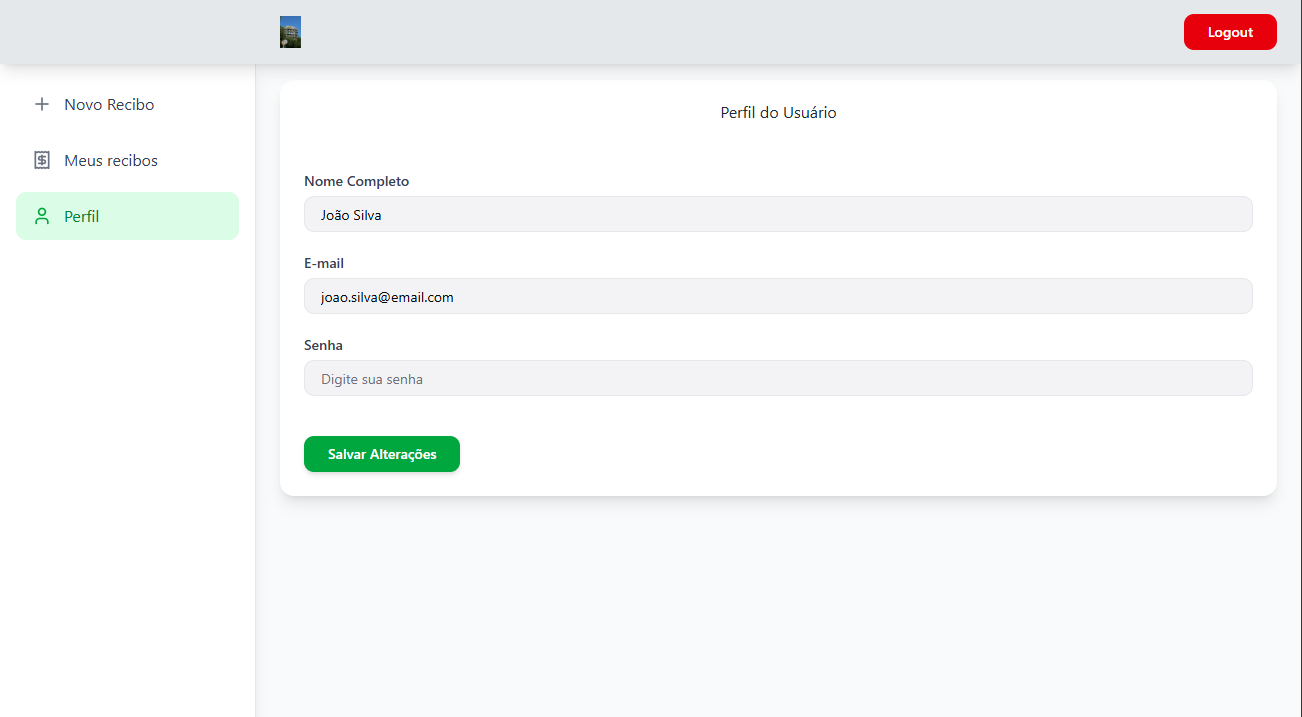 Logout
Novo Recibo
Meus recibos
Perfil
Perfil do Usuário
Nome Completo
João Silva
E-mail
joao.silva@email.com
Senha
Digite sua senha
Salvar Alterações